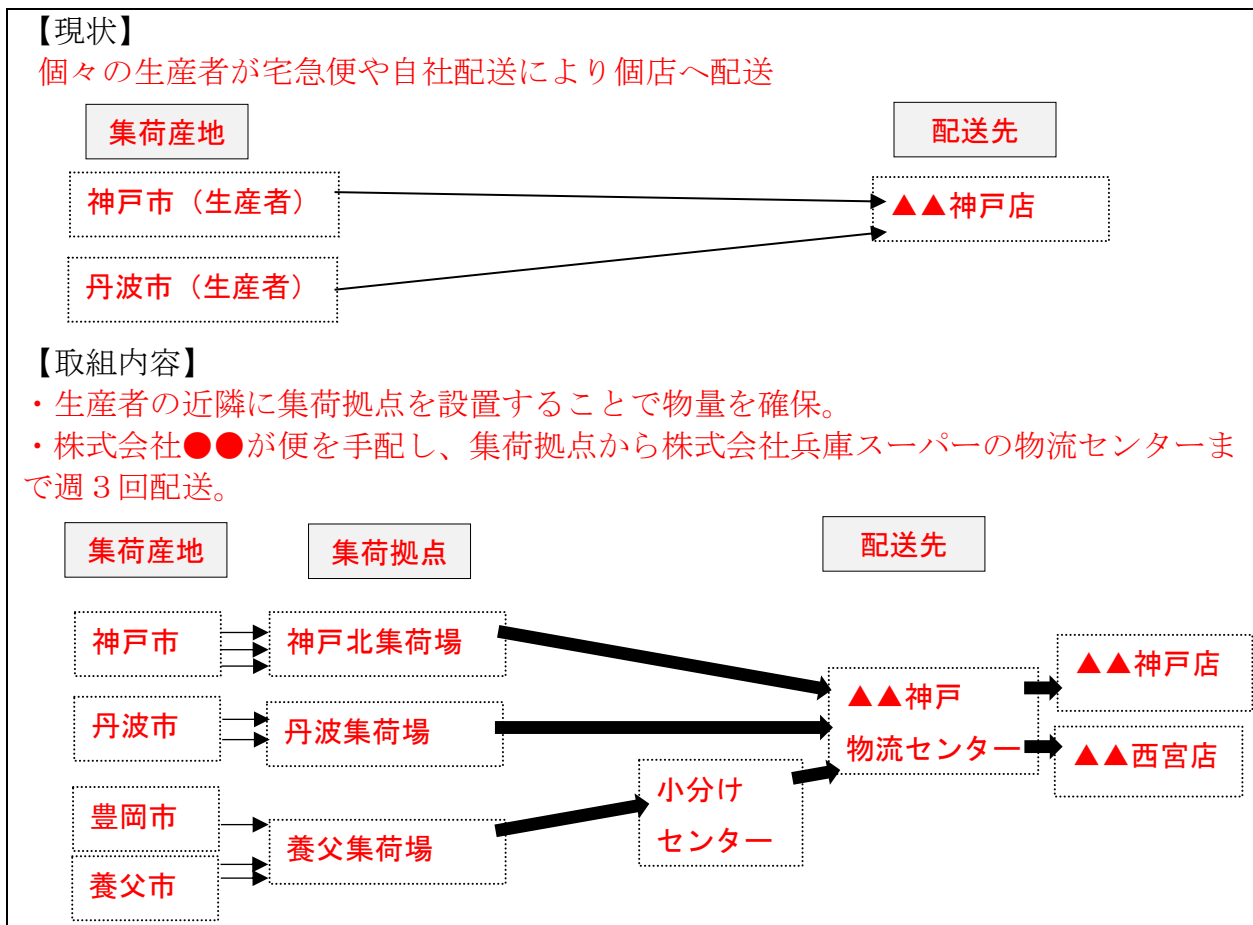 【現状】
個々の生産者が宅急便や自社配送により個店へ配送
集荷産地
配送先
神戸市（生産者）
▲▲神戸店
丹波市（生産者）
【取組内容】
・生産者の近隣に集荷拠点を設置することで物量を確保。
・株式会社●●が便を手配し、集荷拠点から株式会社兵庫スーパーの物流センターま
で週３回配送。
集荷産地
集荷拠点
配送先
神戸市
神戸北集荷場
▲▲神戸
物流センター
▲▲神戸店
丹波市
丹波集荷場
▲▲西宮店
小分け
センター
豊岡市
養父集荷場
養父市